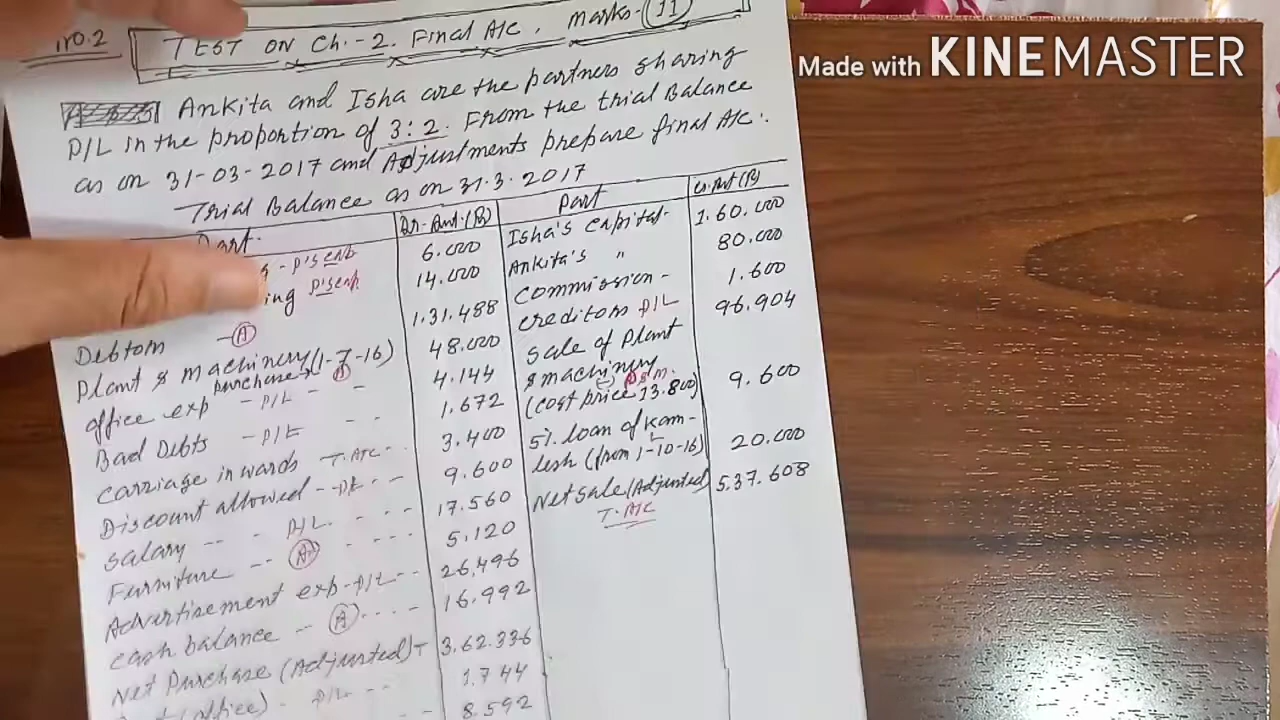 no.2
TEST ON Ch.-2. Final A/c. marks-(11)
Made with KINEMASTER
Ankita and Isha are the partners sharing
P/L in the proportion of 3:2. From the trial Balance
as on 31-03-2017 and Adjustments prepare final A/c:
Trial Balance as on 31.3.2017
Part. Dr. Amt. (₹) Part Cr. Amt (₹)
6.000 Isha's capital- 1.60.000
14.000 Ankita's " 80.000
1.31.488 Commission - 1.600
Debtors - A 48.000 creditors P/L 96.904
Plant & machinery (1-7-16) 4.144 sale of Plant
purchase & machinery
office exp - P/L - A - 1.672 (cost price 13.800) 9.600
Bad Debts - P/L - - 3.400 5% loan of Kam-
carriage in wards T. A/c - - 9.600 lesh (from 1-10-16) 20.000
Discount allowed - - - 17.560 Net sale (Adjusted) 5.37.608
T. A/c
salary -- - P/L. - - - 5.120
Furniture -- A - - - - 26,496
Advertisement exp - P/L - - 16.992
cash balance -- A - - - -
Net Purchase (Adjusted) T 3.62.336
(office) - P/L - - 1.744
8.592